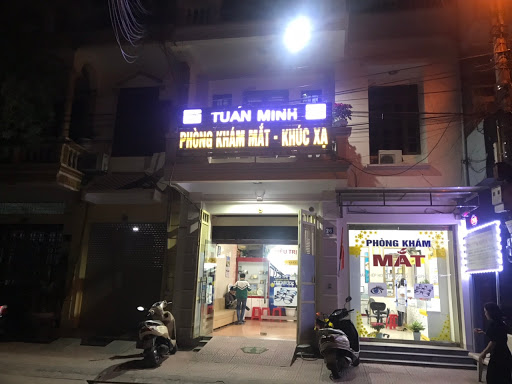 TUẤN MINH
PHÒNG KHÁM MẮT - KHÚC XẠ
PHÒNG KHÁM
MẮT